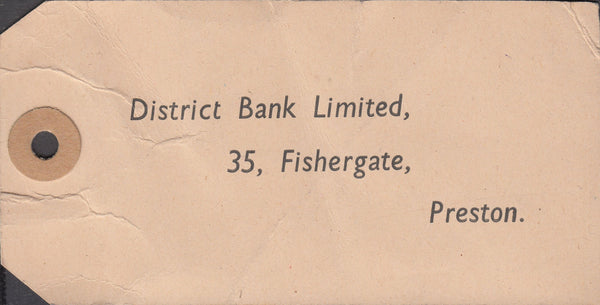 District Bank Limited,
35, Fishergate,
Preston.